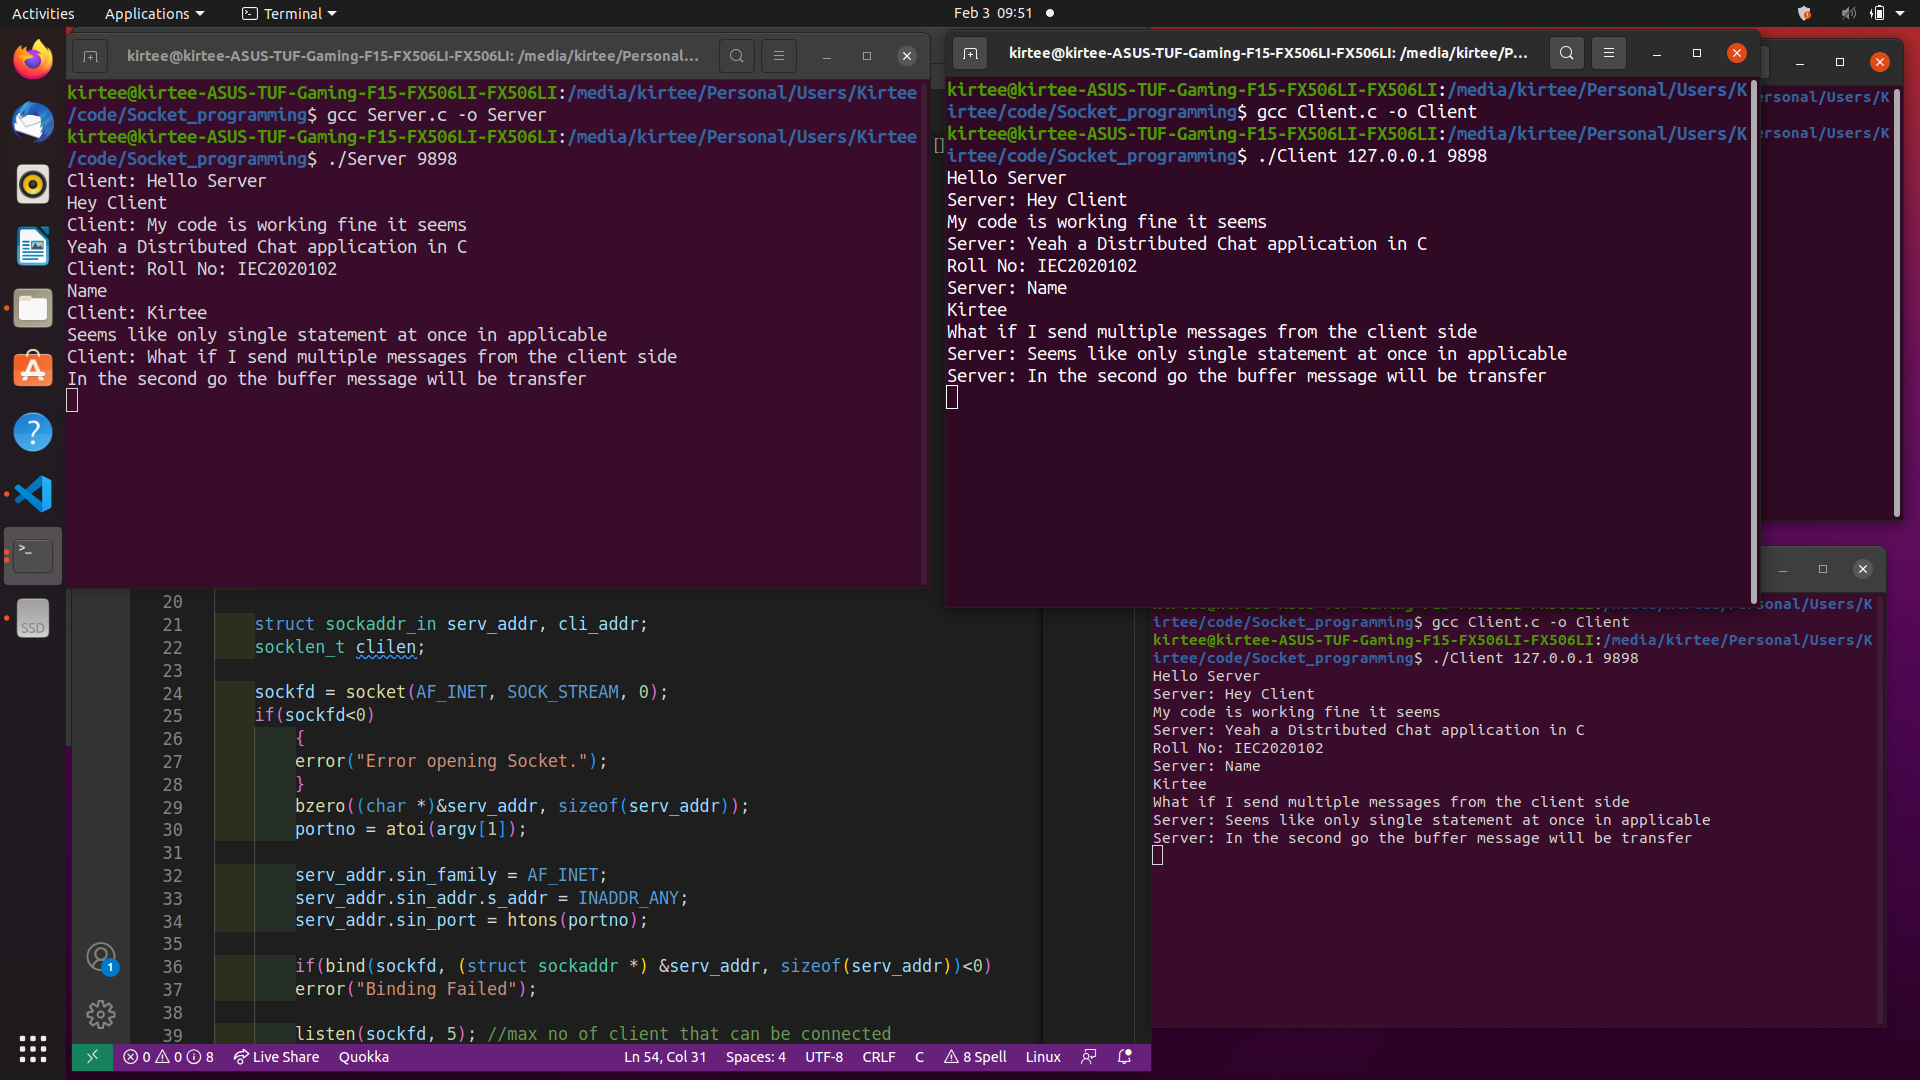 Activities Applications Terminal Feb 3 09:51
kirtee@kirtee-ASUS-TUF-Gaming-F15-FX506LI-FX506LI: /media/kirtee/Personal...
kirtee@kirtee-ASUS-TUF-Gaming-F15-FX506LI-FX506LI:/media/kirtee/Personal/Users/Kirtee
/code/Socket_programming$ gcc Server.c -o Server
kirtee@kirtee-ASUS-TUF-Gaming-F15-FX506LI-FX506LI:/media/kirtee/Personal/Users/Kirtee
/code/Socket_programming$ ./Server 9898
Client: Hello Server
Hey Client
Client: My code is working fine it seems
Yeah a Distributed Chat application in C
Client: Roll No: IEC2020102
Name
Client: Kirtee
Seems like only single statement at once in applicable
Client: What if I send multiple messages from the client side
In the second go the buffer message will be transfer
kirtee@kirtee-ASUS-TUF-Gaming-F15-FX506LI-FX506LI: /media/kirtee/P...
kirtee@kirtee-ASUS-TUF-Gaming-F15-FX506LI-FX506LI:/media/kirtee/Personal/Users/K
irtee/code/Socket_programming$ gcc Client.c -o Client
kirtee@kirtee-ASUS-TUF-Gaming-F15-FX506LI-FX506LI:/media/kirtee/Personal/Users/K
irtee/code/Socket_programming$ ./Client 127.0.0.1 9898
Hello Server
Server: Hey Client
My code is working fine it seems
Server: Yeah a Distributed Chat application in C
Roll No: IEC2020102
Server: Name
Kirtee
What if I send multiple messages from the client side
Server: Seems like only single statement at once in applicable
Server: In the second go the buffer message will be transfer
ersonal/Users/K
ersonal/Users/K
[]
SSD
20
21 struct sockaddr_in serv_addr, cli_addr;
22 socklen_t clilen;
23
24 sockfd = socket(AF_INET, SOCK_STREAM, 0);
25 if(sockfd<0)
26 {
27 error("Error opening Socket.");
28 }
29 bzero((char *)&serv_addr, sizeof(serv_addr));
30 portno = atoi(argv[1]);
31
32 serv_addr.sin_family = AF_INET;
33 serv_addr.sin_addr.s_addr = INADDR_ANY;
34 serv_addr.sin_port = htons(portno);
35
36 if(bind(sockfd, (struct sockaddr *) &serv_addr, sizeof(serv_addr))<0)
37 error("Binding Failed");
38
39 listen(sockfd, 5); //max no of client that can be connected
1
0 0 8 Live Share Quokka Ln 54, Col 31 Spaces: 4 UTF-8 CRLF C 8 Spell Linux
kirtee@kirtee-ASUS-TUF-Gaming-F15-FX506LI-FX506LI:/media/kirtee/Personal/Users/K
irtee/code/Socket_programming$ gcc Client.c -o Client
kirtee@kirtee-ASUS-TUF-Gaming-F15-FX506LI-FX506LI:/media/kirtee/Personal/Users/K
irtee/code/Socket_programming$ ./Client 127.0.0.1 9898
Hello Server
Server: Hey Client
My code is working fine it seems
Server: Yeah a Distributed Chat application in C
Roll No: IEC2020102
Server: Name
Kirtee
What if I send multiple messages from the client side
Server: Seems like only single statement at once in applicable
Server: In the second go the buffer message will be transfer